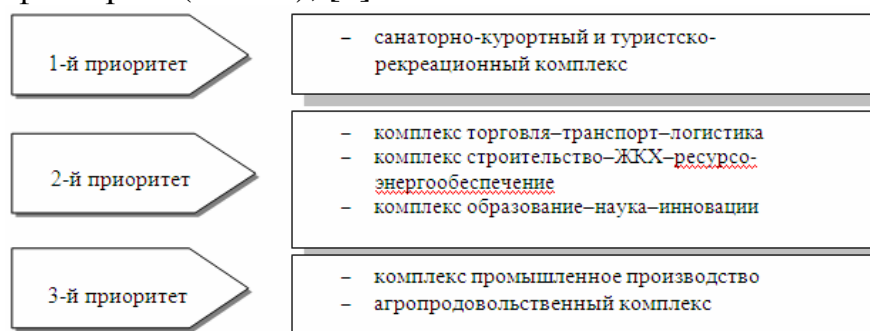 1-й приоритет
– санаторно-курортный и туристско-
рекреационный комплекс
2-й приоритет
– комплекс торговля–транспорт–логистика
– комплекс строительство–ЖКХ–ресурсо-
энергообеспечение
– комплекс образование–наука–инновации
3-й приоритет
– комплекс промышленное производство
– агропродовольственный комплекс